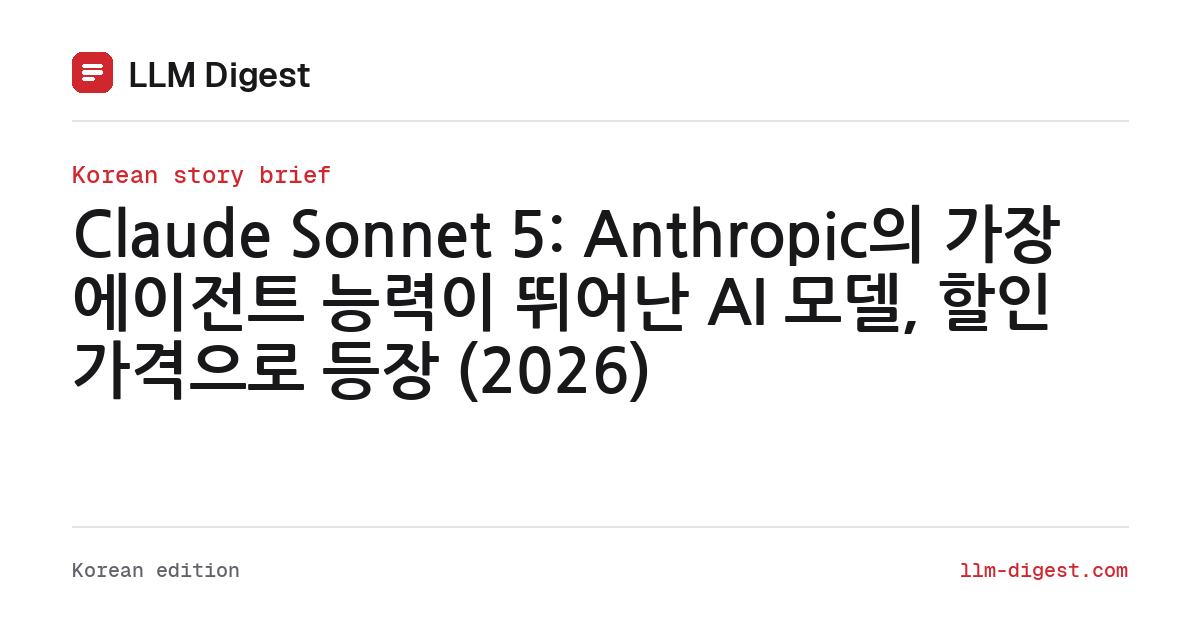 LLM Digest
Korean story brief
Claude Sonnet 5: Anthropic의 가장
에이전트 능력이 뛰어난 AI 모델, 할인
가격으로 등장 (2026)
Korean edition
llm-digest.com